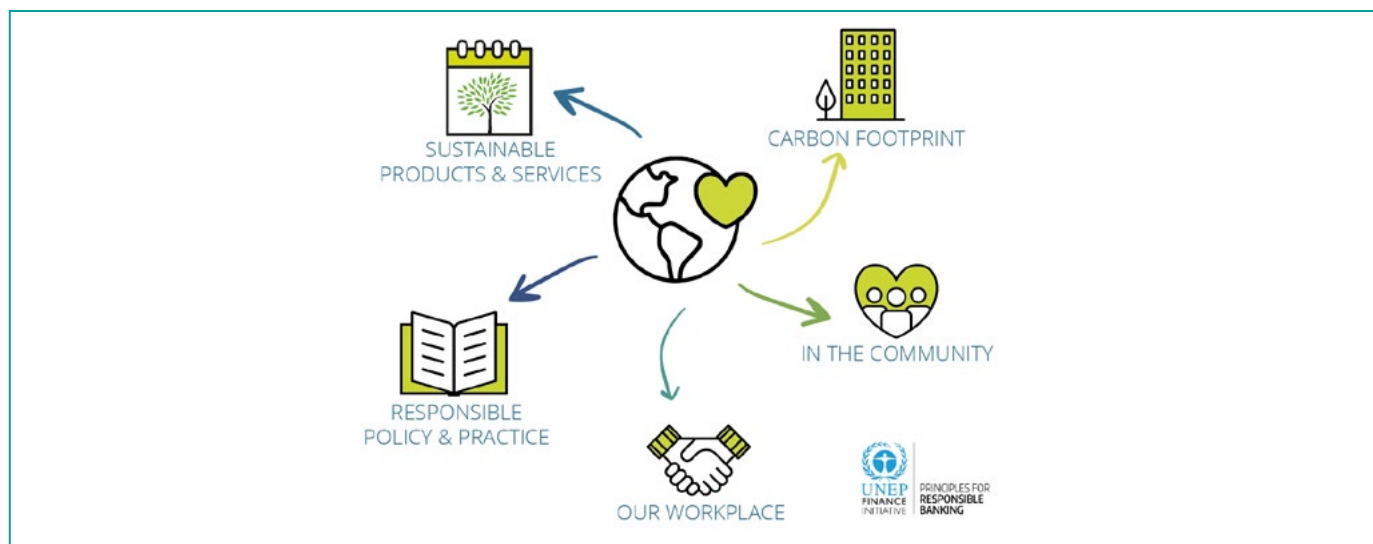 SUSTAINABLE
PRODUCTS & SERVICES
CARBON FOOTPRINT
IN THE COMMUNITY
RESPONSIBLE
POLICY & PRACTICE
OUR WORKPLACE
UNEP
FINANCE
INITIATIVE
PRINCIPLES FOR
RESPONSIBLE
BANKING